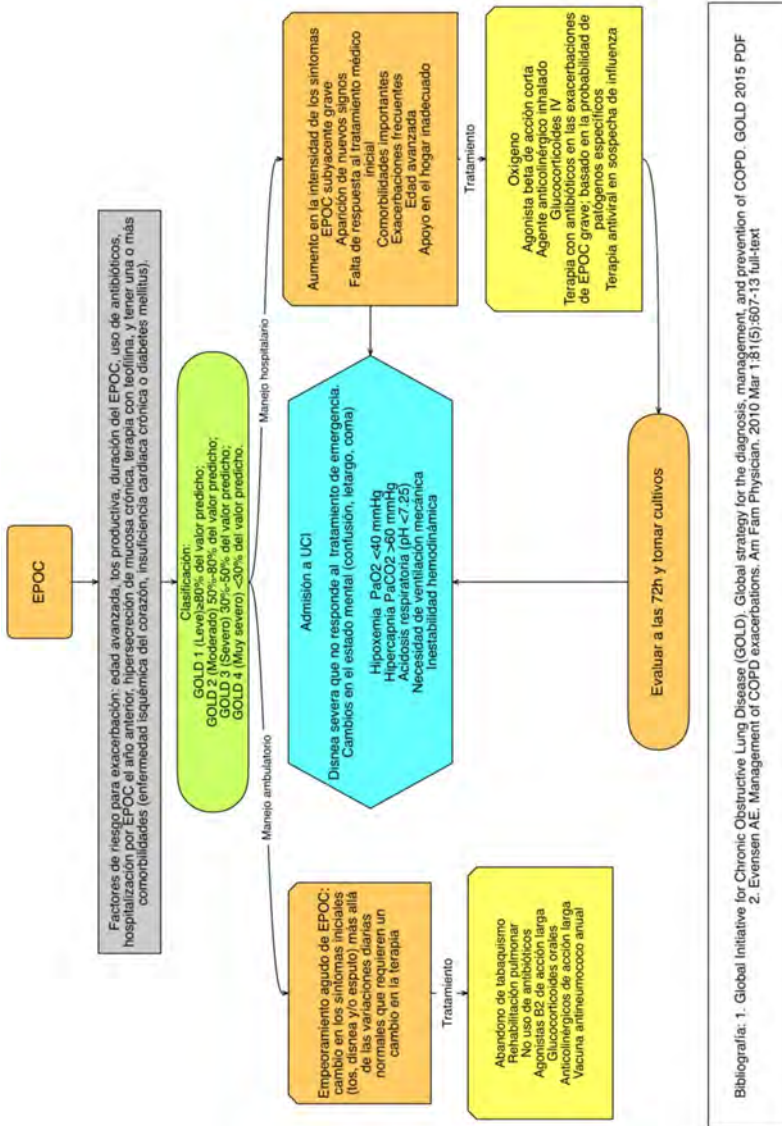 EPOC
Factores de riesgo para exacerbación: edad avanzada, tos productiva, duración del EPOC, uso de antibióticos,
hospitalización por EPOC el año anterior, hipersecreción de mucosa crónica, terapia con teofilina, y tener una o más
comorbilidades (enfermedad isquémica del corazón, insuficiencia cardiaca crónica o diabetes mellitus).
Clasificación:
GOLD 1 (Leve)≥80% del valor predicho;
GOLD 2 (Moderado) 50%-80% del valor predicho;
GOLD 3 (Severo) 30%-50% del valor predicho;
GOLD 4 (Muy severo) <30% del valor predicho.
Manejo ambulatorio
Manejo hospitalario
Empeoramiento agudo de EPOC:
cambio en los síntomas iniciales
(tos, disnea y/o esputo) más allá
de las variaciones diarias
normales que requieren un
cambio en la terapia
Tratamiento
Abandono de tabaquismo
Rehabilitación pulmonar
No uso de antibióticos
Agonistas B2 de acción larga
Glucocorticoides orales
Anticolinérgicos de acción larga
Vacuna antineumococo anual
Admisión a UCI
Disnea severa que no responde al tratamiento de emergencia.
Cambios en el estado mental (confusión, letargo, coma)
Hipoxemia PaO2 <40 mmHg
Hipercapnia PaCO2 >60 mmHg
Acidosis respiratoria (pH <7.25)
Necesidad de ventilación mecánica
Inestabilidad hemodinámica
Aumento en la intensidad de los síntomas
EPOC subyacente grave
Aparición de nuevos signos
Falta de respuesta al tratamiento médico
inicial
Comorbilidades importantes
Exacerbaciones frecuentes
Edad avanzada
Apoyo en el hogar inadecuado
Tratamiento
Oxigeno
Agonista beta de acción corta
Agente anticolinérgico inhalado
Glucocorticoides IV
Terapia con antibióticos en las exacerbaciones
de EPOC grave; basado en la probabilidad de
patógenos específicos
Terapia antiviral en sospecha de influenza
Evaluar a las 72h y tomar cultivos
Bibliografía: 1. Global Initiative for Chronic Obstructive Lung Disease (GOLD). Global strategy for the diagnosis, management, and prevention of COPD. GOLD 2015 PDF
2. Evensen AE. Management of COPD exacerbations. Am Fam Physician. 2010 Mar 1:81(5):607-13 full-text